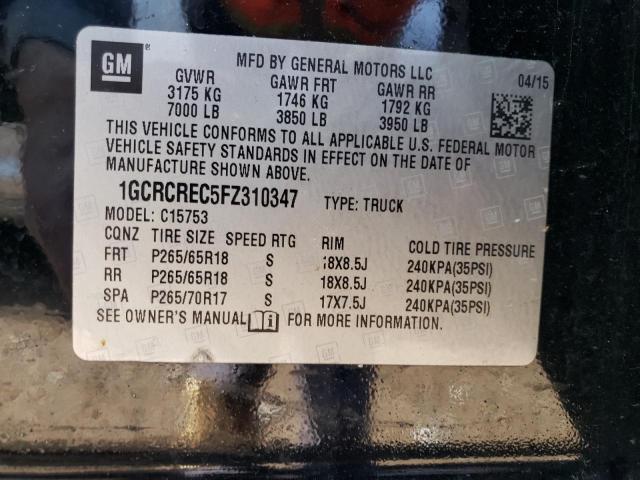 GM
MFD BY GENERAL MOTORS LLC
04/15
GVWR GAWR FRT GAWR RR
3175 KG 1746 KG 1792 KG
7000 LB 3850 LB 3950 LB
THIS VEHICLE CONFORMS TO ALL APPLICABLE U.S. FEDERAL MOTOR
VEHICLE SAFETY STANDARDS IN EFFECT ON THE DATE OF
MANUFACTURE SHOWN ABOVE.
1GCRCREC5FZ310347 TYPE: TRUCK
MODEL: C15753
CQNZ TIRE SIZE SPEED RTG RIM COLD TIRE PRESSURE
FRT P265/65R18 S 18X8.5J 240KPA(35PSI)
RR P265/65R18 S 18X8.5J 240KPA(35PSI)
SPA P265/70R17 S 17X7.5J 240KPA(35PSI)
SEE OWNER'S MANUAL FOR MORE INFORMATION.